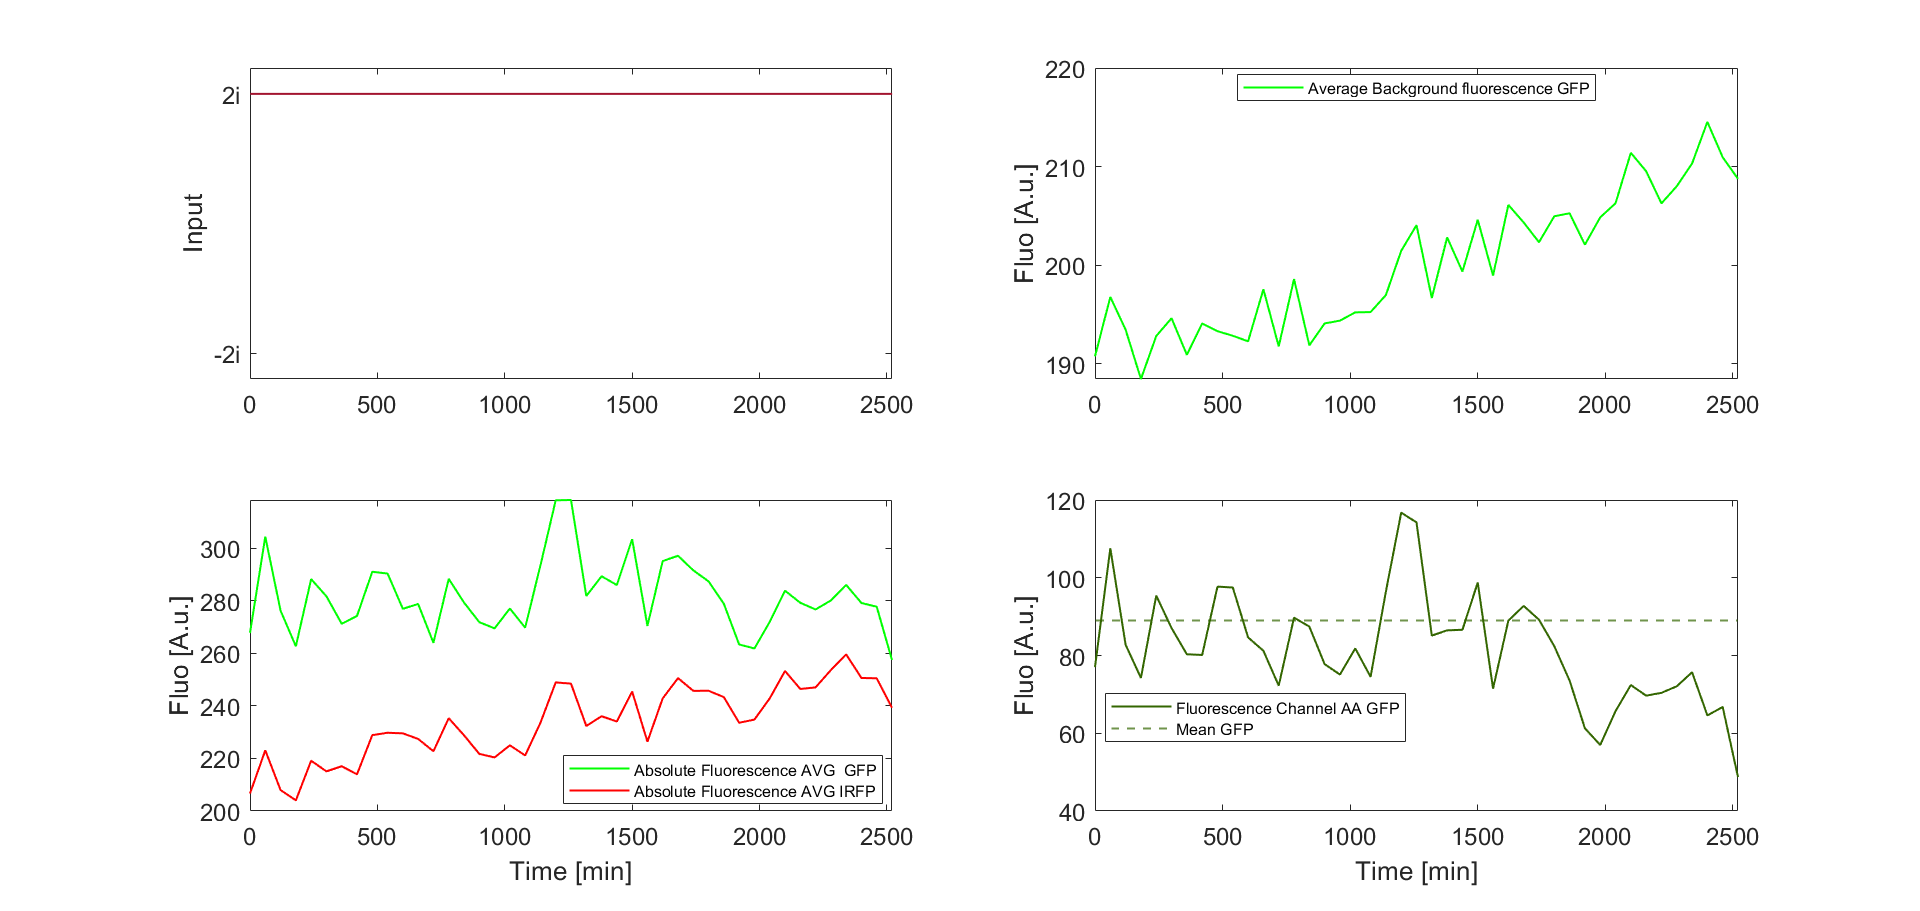 2i
-2i
Input
0 500 1000 1500 2000 2500
220
210
200
190
Fluo [A.u.]
Average Background fluorescence GFP
0 500 1000 1500 2000 2500
300
280
260
240
220
200
Fluo [A.u.]
Absolute Fluorescence AVG  GFP
Absolute Fluorescence AVG IRFP
0 500 1000 1500 2000 2500
Time [min]
120
100
80
60
40
Fluo [A.u.]
Fluorescence Channel AA GFP
Mean GFP
0 500 1000 1500 2000 2500
Time [min]